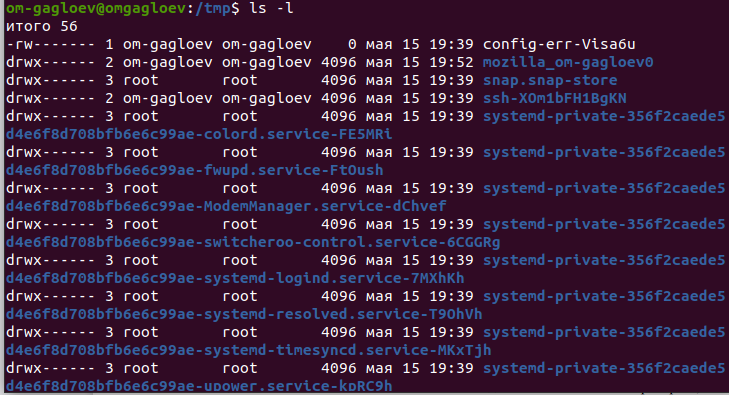 om-gagloev@omgagloev:/tmp$ ls -l
итого 56
-rw------- 1 om-gagloev om-gagloev    0 мая 15 19:39 config-err-Visa6u
drwx------ 2 om-gagloev om-gagloev 4096 мая 15 19:52 mozilla_om-gagloev0
drwx------ 3 root       root       4096 мая 15 19:39 snap.snap-store
drwx------ 2 om-gagloev om-gagloev 4096 мая 15 19:39 ssh-XOm1bFH1BgKN
drwx------ 3 root       root       4096 мая 15 19:39 systemd-private-356f2caede5
d4e6f8d708bfb6e6c99ae-colord.service-FE5MRi
drwx------ 3 root       root       4096 мая 15 19:39 systemd-private-356f2caede5
d4e6f8d708bfb6e6c99ae-fwupd.service-FtOush
drwx------ 3 root       root       4096 мая 15 19:39 systemd-private-356f2caede5
d4e6f8d708bfb6e6c99ae-ModemManager.service-dChvef
drwx------ 3 root       root       4096 мая 15 19:39 systemd-private-356f2caede5
d4e6f8d708bfb6e6c99ae-switcheroo-control.service-6CGGRg
drwx------ 3 root       root       4096 мая 15 19:39 systemd-private-356f2caede5
d4e6f8d708bfb6e6c99ae-systemd-logind.service-7MXhKh
drwx------ 3 root       root       4096 мая 15 19:39 systemd-private-356f2caede5
d4e6f8d708bfb6e6c99ae-systemd-resolved.service-T9OhVh
drwx------ 3 root       root       4096 мая 15 19:39 systemd-private-356f2caede5
d4e6f8d708bfb6e6c99ae-systemd-timesyncd.service-MKxTjh
drwx------ 3 root       root       4096 мая 15 19:39 systemd-private-356f2caede5
d4e6f8d708bfb6e6c99ae-upower.service-kpRC9h